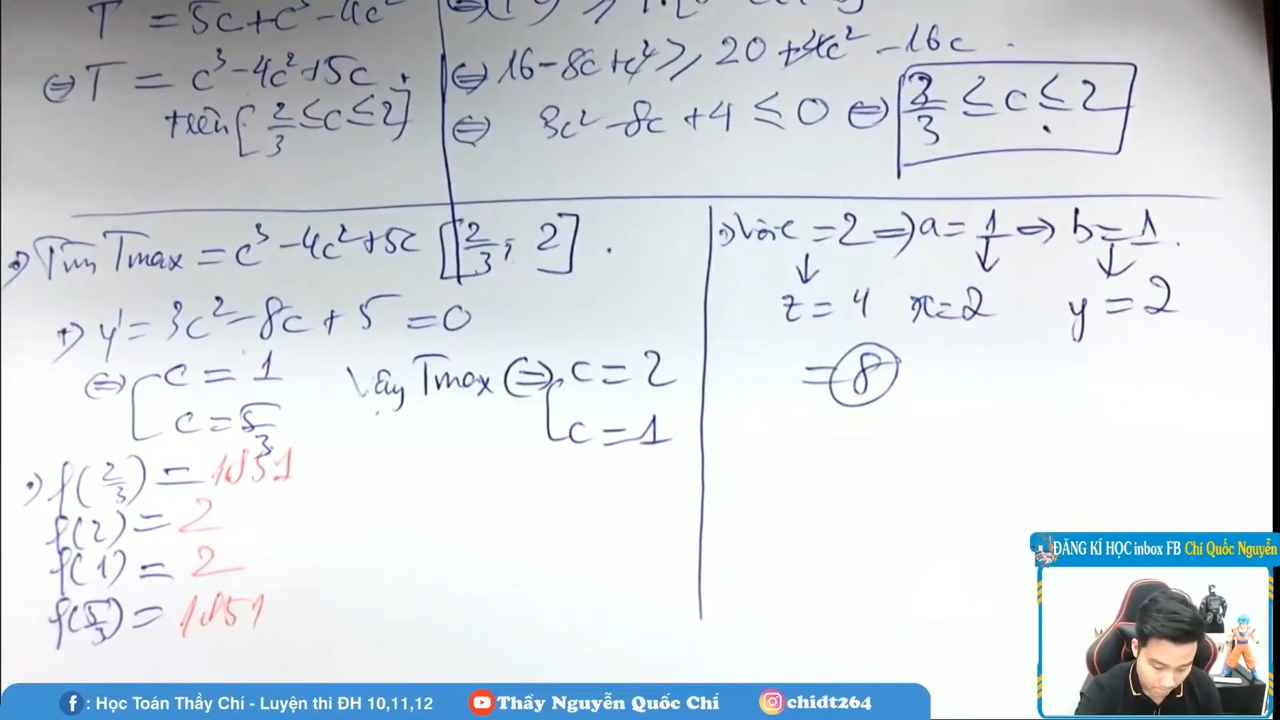 T = 5c + c³ - 4c²
⇔ T = c³ - 4c² + 5c
trên [2/3 ≤ c ≤ 2]
⇔ 16 - 8c + c² ≥ 20 + 4c² - 16c
⇔ 3c² - 8c + 4 ≤ 0 ⇔ 2/3 ≤ c ≤ 2
+) Tìm Tmax = c³ - 4c² + 5c [2/3; 2].
+) y' = 3c² - 8c + 5 = 0
⇔ [ c = 1
c = 5/3
Vậy Tmax ⇔ [ c = 2
c = 1
+) f(2/3) = 1,851
f(2) = 2
f(1) = 2
f(5/3) = 1,851
+) Với c = 2 ⇒ a = 1 ⇒ b = 1.
↓ ↓ ↓
z = 4 x = 2 y = 2
= 8
ĐĂNG KÍ HỌC inbox FB Chí Quốc Nguyễn
: Học Toán Thầy Chí - Luyện thi ĐH 10,11,12
Thầy Nguyễn Quốc Chí
chidt264